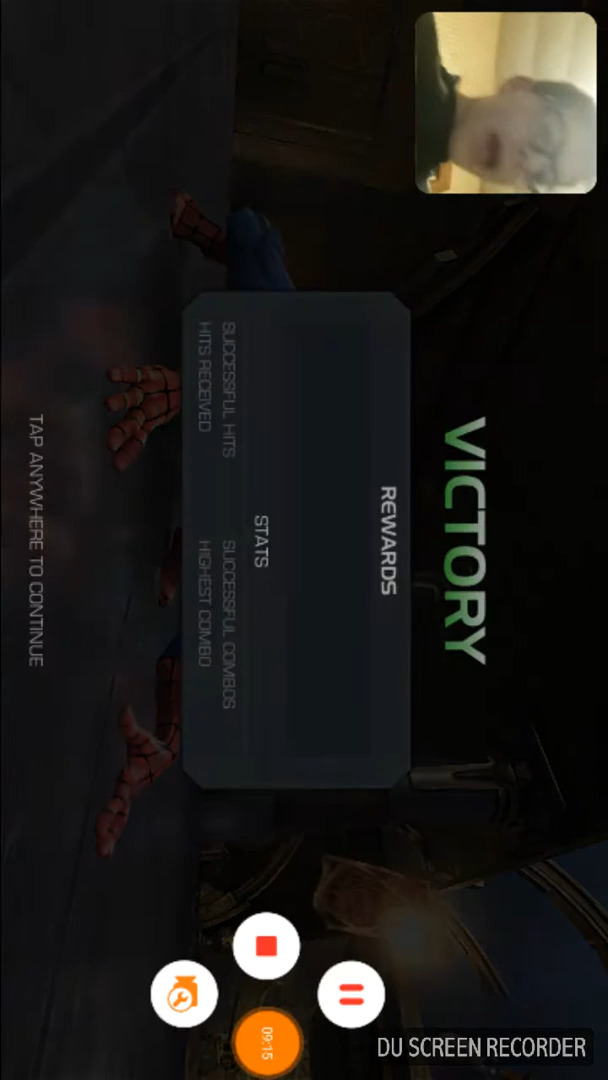 VICTORY
REWARDS
STATS
SUCCESSFUL HITS
SUCCESSFUL COMBOS
HITS RECEIVED
HIGHEST COMBO
TAP ANYWHERE TO CONTINUE
09:15
DU SCREEN RECORDER